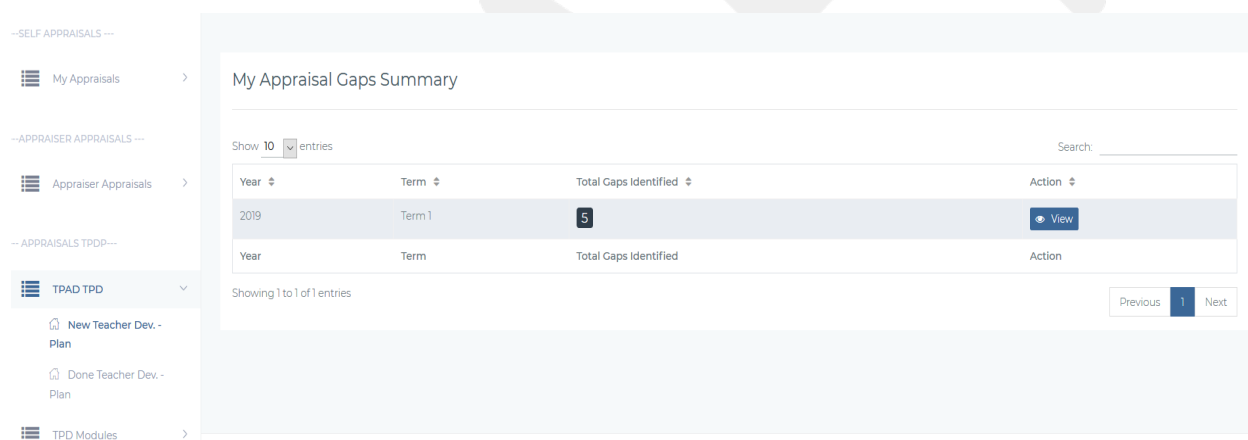 --SELF APPRAISALS ---
My Appraisals
--APPRAISER APPRAISALS ---
Appraiser Appraisals
-- APPRAISALS TPDP---
TPAD TPD
New Teacher Dev. -
Plan
Done Teacher Dev. -
Plan
TPD Modules
My Appraisal Gaps Summary
Show 10 entries
Search:
Year Term Total Gaps Identified Action
2019 Term 1 5 View
Year Term Total Gaps Identified Action
Showing 1 to 1 of 1 entries
Previous 1 Next